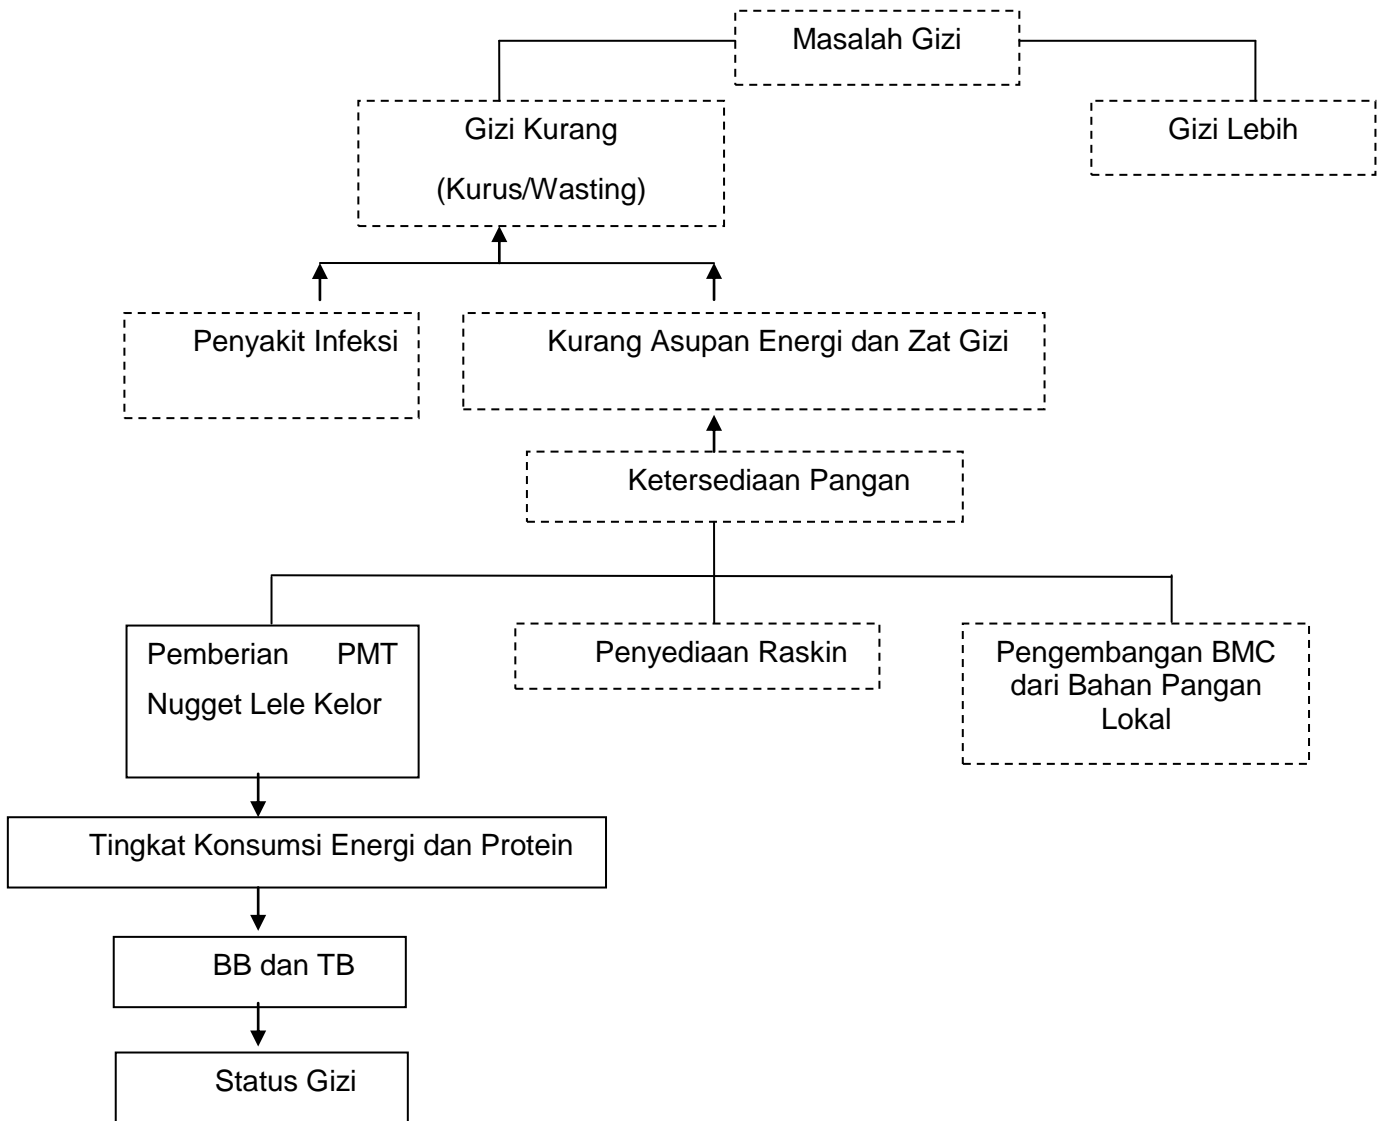 Masalah Gizi
Gizi Kurang
(Kurus/Wasting)
Gizi Lebih
Penyakit Infeksi
Kurang Asupan Energi dan Zat Gizi
Ketersediaan Pangan
Pemberian PMT
Nugget Lele Kelor
Penyediaan Raskin
Pengembangan BMC
dari Bahan Pangan
Lokal
Tingkat Konsumsi Energi dan Protein
BB dan TB
Status Gizi